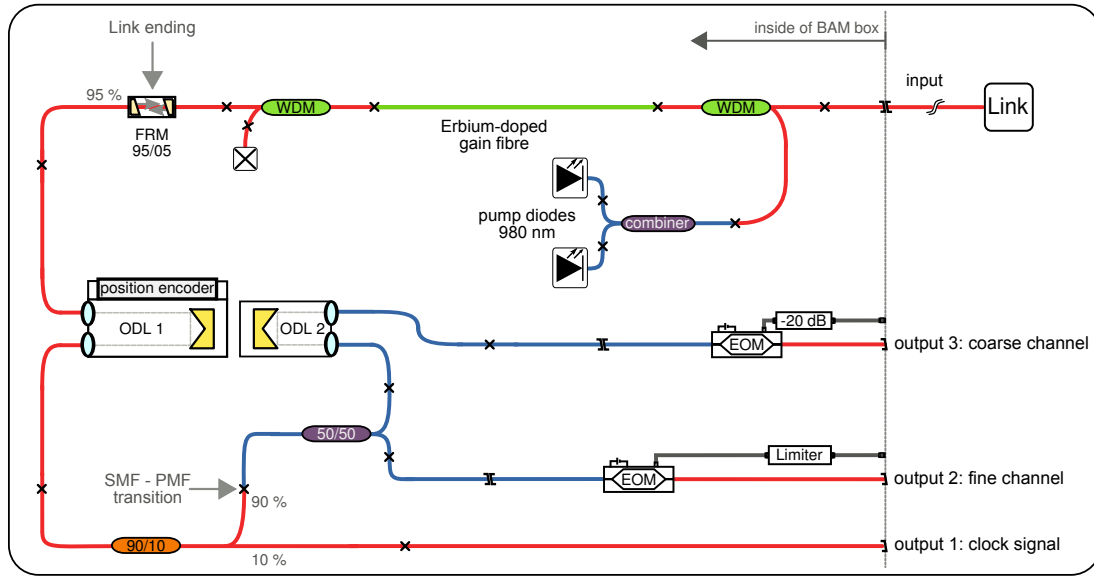 Link ending
inside of BAM box
95 %
WDM
WDM
input
Link
FRM
95/05
Erbium-doped
gain fibre
pump diodes
980 nm
combiner
position encoder
ODL 1
ODL 2
-20 dB
EOM
output 3: coarse channel
50/50
Limiter
SMF - PMF
transition
EOM
output 2: fine channel
90 %
90/10
10 %
output 1: clock signal